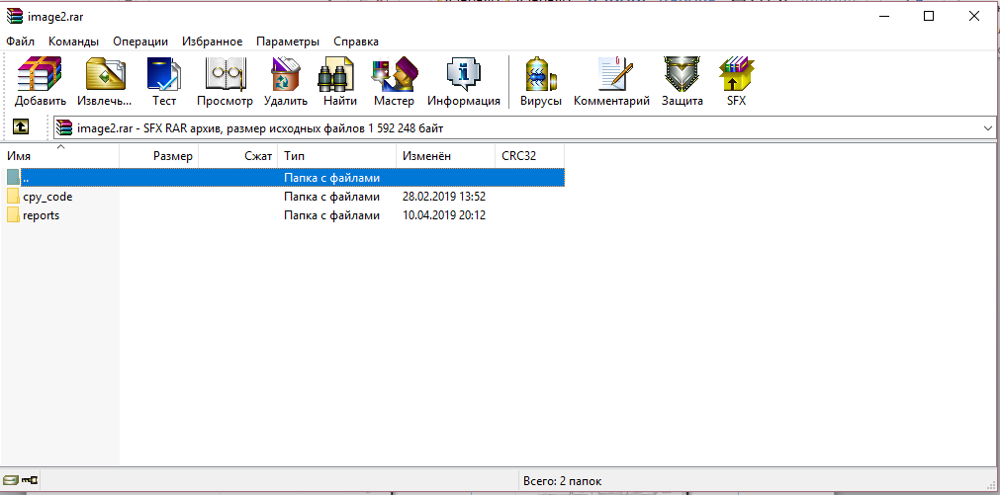 image2.rar
Файл Команды Операции Избранное Параметры Справка
Добавить Извлечь... Тест Просмотр Удалить Найти Мастер Информация Вирусы Комментарий Защита SFX
image2.rar - SFX RAR архив, размер исходных файлов 1 592 248 байт
Имя Размер Сжат Тип Изменён CRC32
.. Папка с файлами
cpy_code Папка с файлами 28.02.2019 13:52
reports Папка с файлами 10.04.2019 20:12
Всего: 2 папок